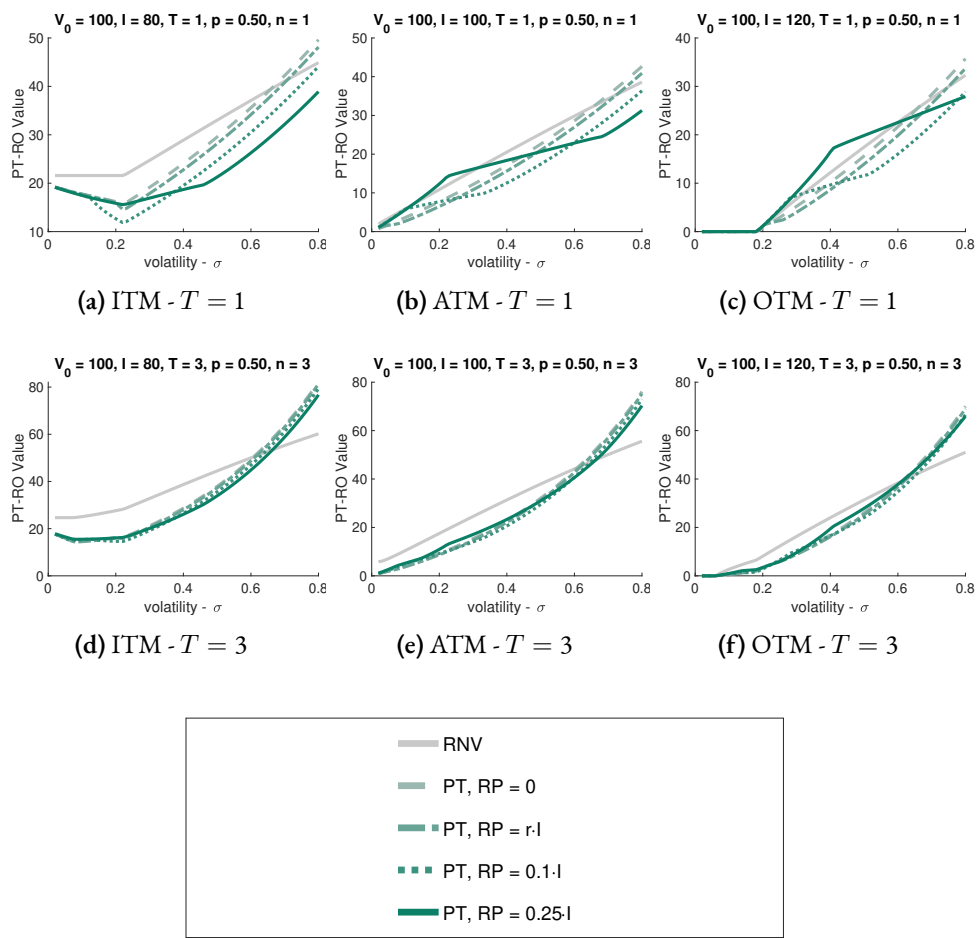 V_0 = 100, I = 80, T = 1, p = 0.50, n = 1
V_0 = 100, I = 100, T = 1, p = 0.50, n = 1
V_0 = 100, I = 120, T = 1, p = 0.50, n = 1
PT-RO Value
50
40
30
20
10
0 0.2 0.4 0.6 0.8
volatility - σ
PT-RO Value
50
40
30
20
10
0
0 0.2 0.4 0.6 0.8
volatility - σ
PT-RO Value
50
40
30
20
10
0
0 0.2 0.4 0.6 0.8
volatility - σ
(a) ITM - T = 1
(b) ATM - T = 1
(c) OTM - T = 1
V_0 = 100, I = 80, T = 3, p = 0.50, n = 3
V_0 = 100, I = 100, T = 3, p = 0.50, n = 3
V_0 = 100, I = 120, T = 3, p = 0.50, n = 3
PT-RO Value
80
60
40
20
0
0 0.2 0.4 0.6 0.8
volatility - σ
PT-RO Value
80
60
40
20
0
0 0.2 0.4 0.6 0.8
volatility - σ
PT-RO Value
80
60
40
20
0
0 0.2 0.4 0.6 0.8
volatility - σ
(d) ITM - T = 3
(e) ATM - T = 3
(f) OTM - T = 3
RNV
PT, RP = 0
PT, RP = r·I
PT, RP = 0.1·I
PT, RP = 0.25·I